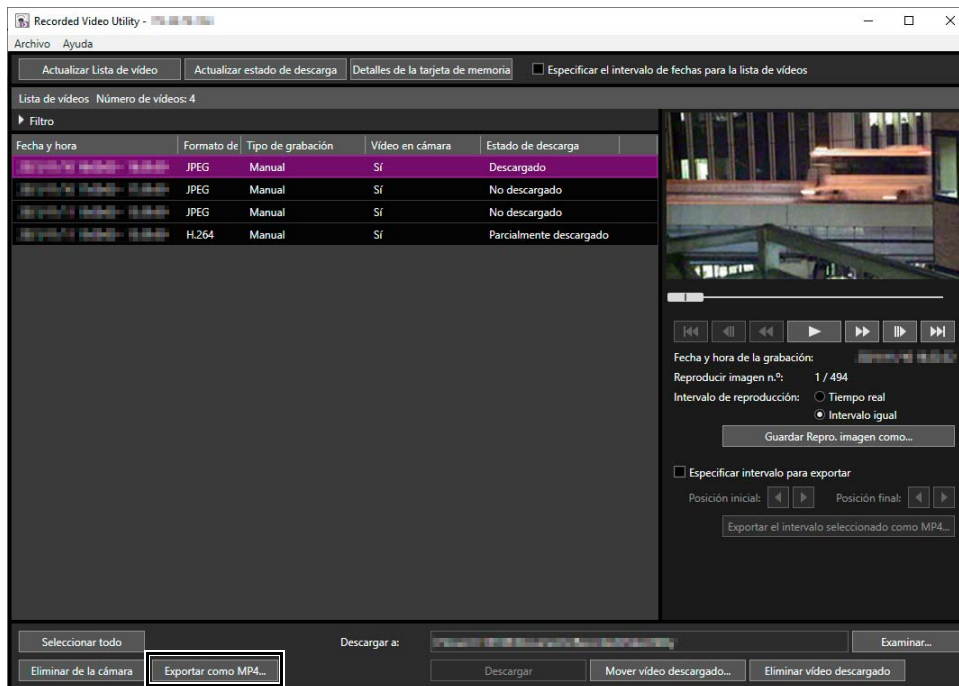 Recorded Video Utility -
Archivo Ayuda
Actualizar Lista de vídeo Actualizar estado de descarga Detalles de la tarjeta de memoria Especificar el intervalo de fechas para la lista de vídeos
Lista de vídeos Número de vídeos: 4
Filtro
Fecha y hora Formato de Tipo de grabación Vídeo en cámara Estado de descarga
JPEG Manual Sí Descargado
JPEG Manual Sí No descargado
JPEG Manual Sí No descargado
H.264 Manual Sí Parcialmente descargado
Fecha y hora de la grabación:
Reproducir imagen n.º: 1 / 494
Intervalo de reproducción: Tiempo real
Intervalo igual
Guardar Repro. imagen como...
Especificar intervalo para exportar
Posición inicial: Posición final:
Exportar el intervalo seleccionado como MP4...
Seleccionar todo Descargar a: Examinar...
Eliminar de la cámara Exportar como MP4... Descargar Mover vídeo descargado... Eliminar vídeo descargado